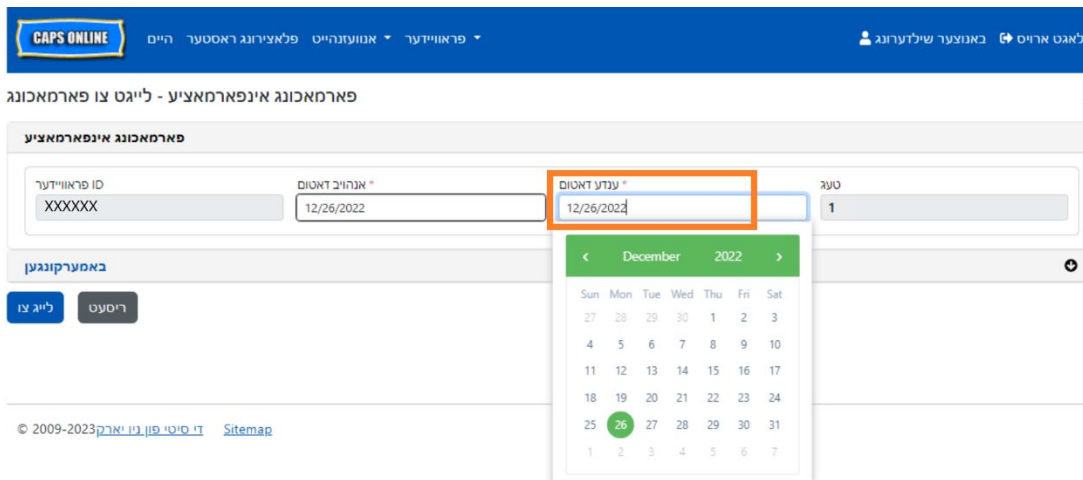 CAPS ONLINE היים פלאצירונג ראסטער אנוועזנהייט פראוויידער באנוצער שילדערונג לאגט ארויס
פארמאכונג אינפארמאציע - לייגט צו פארמאכונג
פארמאכונג אינפארמאציע
ID פראוויידער
* אנהויב דאטום
* ענדע דאטום
טעג
XXXXXX
12/26/2022
12/26/2022
1
December 2022
Sun Mon Tue Wed Thu Fri Sat
27 28 29 30 1 2 3
4 5 6 7 8 9 10
11 12 13 14 15 16 17
18 19 20 21 22 23 24
25 26 27 28 29 30 31
1 2 3 4 5 6 7
באמערקונגען
לייג צו
ריסעט
© 2009-2023 די סיטי פון ניו יארק Sitemap